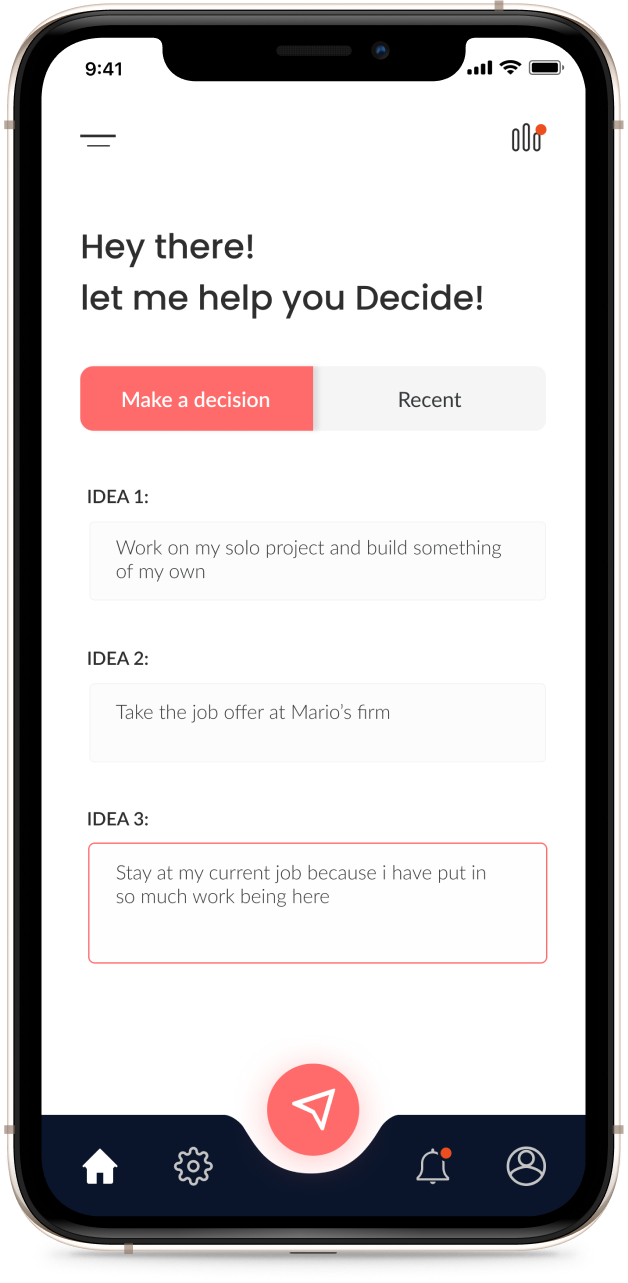 9:41
Hey there!
let me help you Decide!
Make a decision
Recent
IDEA 1:
Work on my solo project and build something
of my own
IDEA 2:
Take the job offer at Mario’s firm
IDEA 3:
Stay at my current job because i have put in
so much work being here